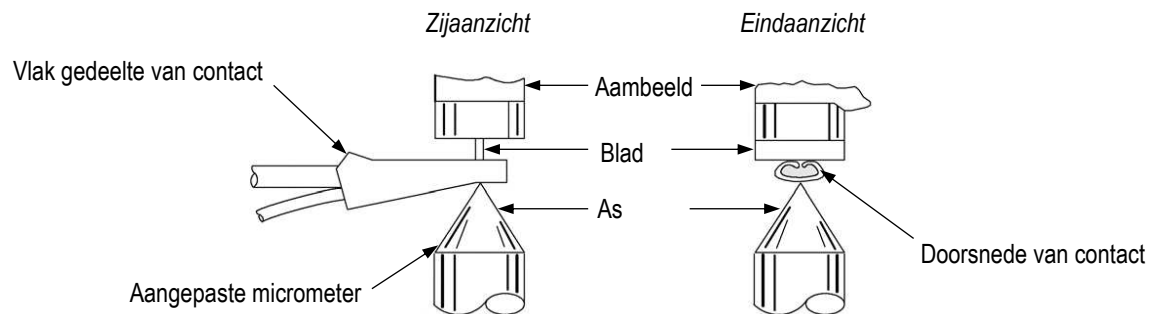 Zijaanzicht
Eindaanzicht
Vlak gedeelte van contact
Aambeeld
Blad
As
Doorsnede van contact
Aangepaste micrometer